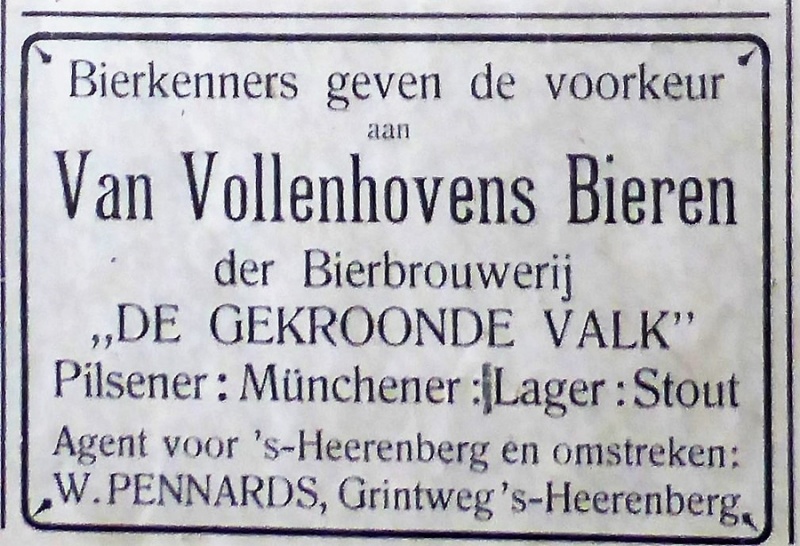 Bierkenners geven de voorkeur
aan
Van Vollenhovens Bieren
der Bierbrouwerij
„DE GEKROONDE VALK”
Pilsener : Münchener : Lager : Stout
Agent voor 's-Heerenberg en omstreken:
W. PENNARDS, Grintweg 's-Heerenberg.